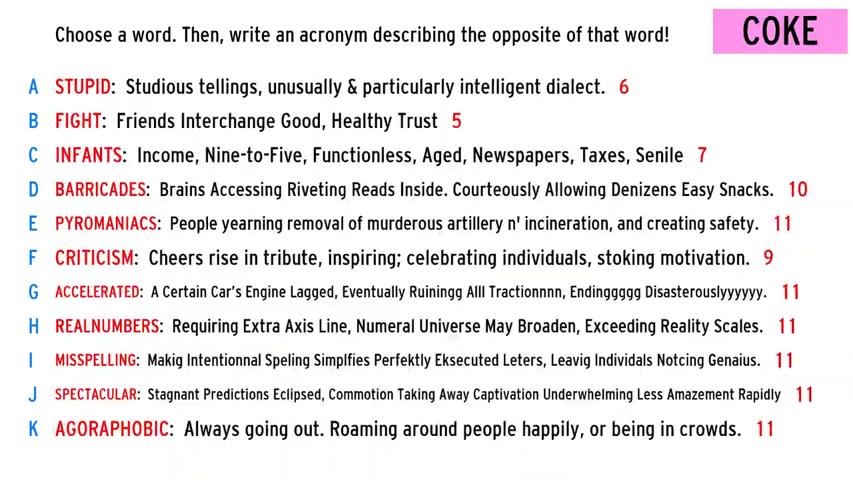 Choose a word. Then, write an acronym describing the opposite of that word!
COKE
A STUPID: Studious tellings, unusually & particularly intelligent dialect. 6
B FIGHT: Friends Interchange Good, Healthy Trust 5
C INFANTS: Income, Nine-to-Five, Functionless, Aged, Newspapers, Taxes, Senile 7
D BARRICADES: Brains Accessing Riveting Reads Inside. Courteously Allowing Denizens Easy Snacks. 10
E PYROMANIACS: People yearning removal of murderous artillery n' incineration, and creating safety. 11
F CRITICISM: Cheers rise in tribute, inspiring; celebrating individuals, stoking motivation. 9
G ACCELERATED: A Certain Car's Engine Lagged, Eventually Ruiningg Alll Tractionnnn, Endinggggg Disasterouslyyyyyy. 11
H REALNUMBERS: Requiring Extra Axis Line, Numeral Universe May Broaden, Exceeding Reality Scales. 11
I MISSPELLING: Makig Intentionnal Speling Simplfies Perfektly Eksecuted Leters, Leavig Individals Notcing Genaius. 11
J SPECTACULAR: Stagnant Predictions Eclipsed, Commotion Taking Away Captivation Underwhelming Less Amazement Rapidly 11
K AGORAPHOBIC: Always going out. Roaming around people happily, or being in crowds. 11